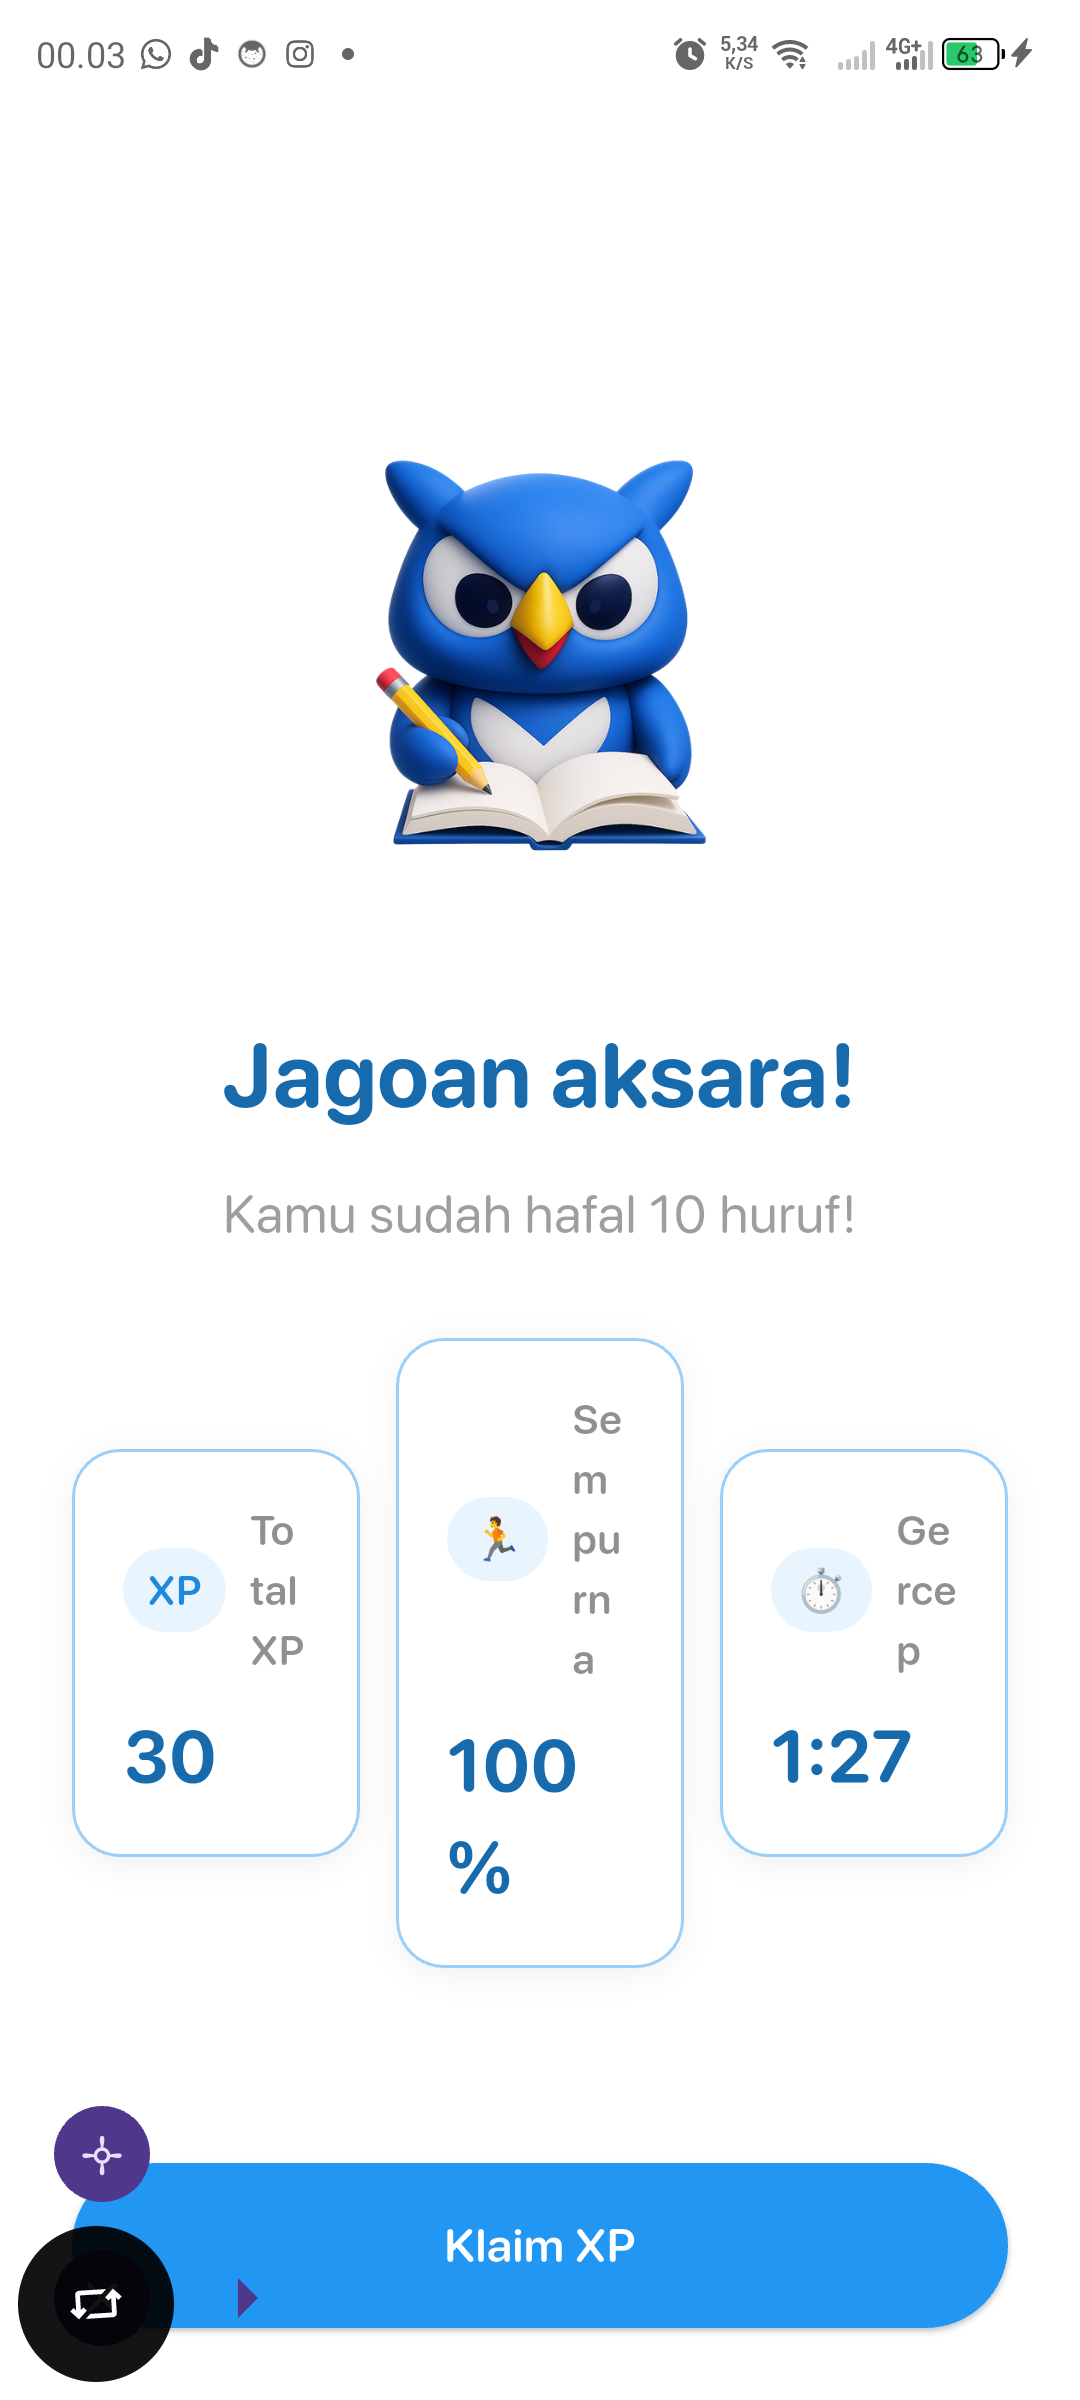 00.03
5,34
K/S
4G+
63
Jagoan aksara!
Kamu sudah hafal 10 huruf!
XP
To
tal
XP
30
Se
m
pu
rn
a
100
%
Ge
rce
p
1:27
Klaim XP